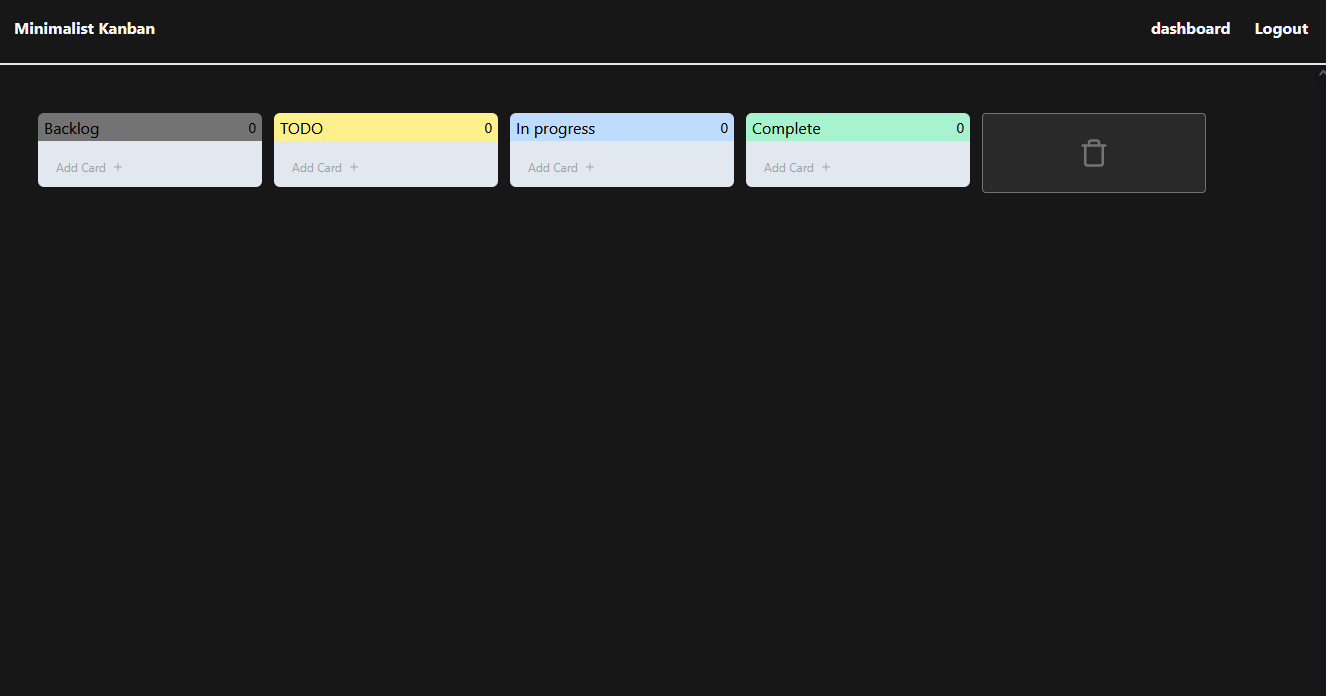 Minimalist Kanban dashboard Logout
Backlog 0 TODO 0 In progress 0 Complete 0
Add Card + Add Card + Add Card + Add Card +